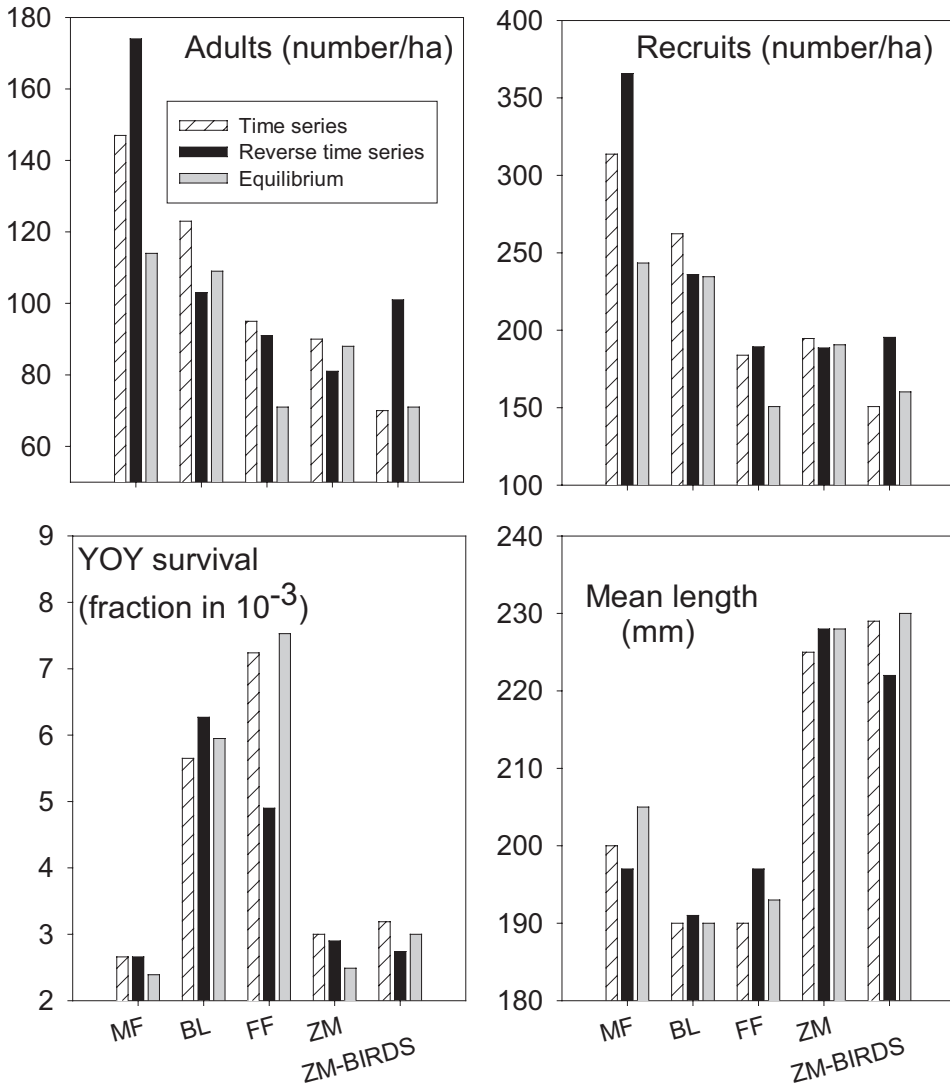 180
160
140
120
100
80
60
Adults (number/ha)
Time series
Reverse time series
Equilibrium
400
350
300
250
200
150
100
Recruits (number/ha)
9
8
7
6
5
4
3
2
YOY survival
(fraction in 10⁻³)
MF
BL
FF
ZM
ZM-BIRDS
240
230
220
210
200
190
180
Mean length
(mm)
MF
BL
FF
ZM
ZM-BIRDS